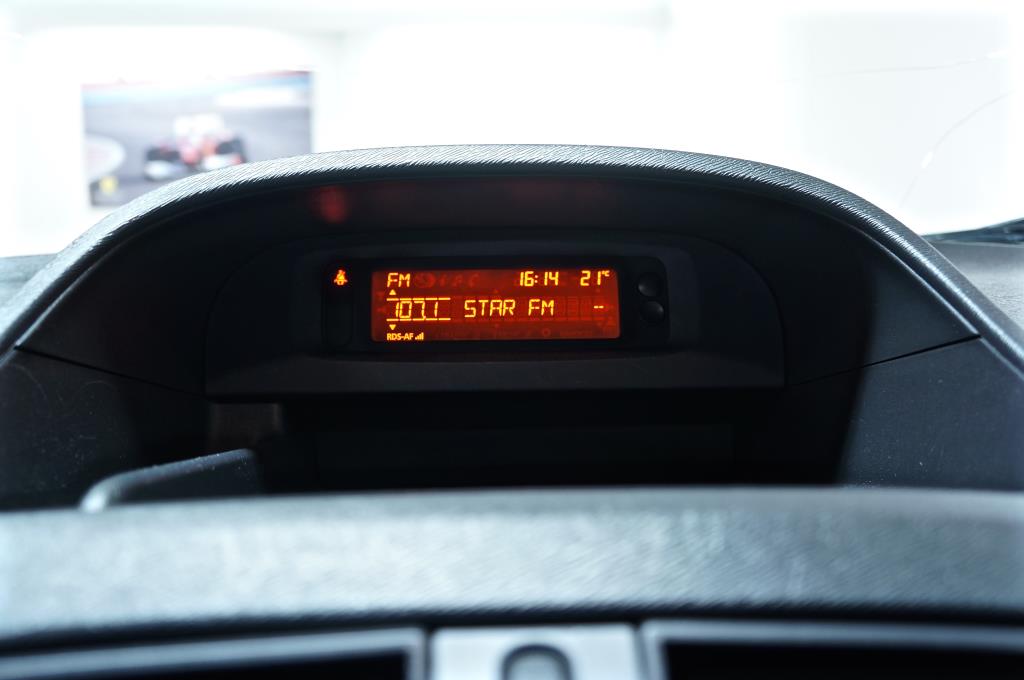 FM 16:14 21°C
107.1 STAR FM --
RDS-AF